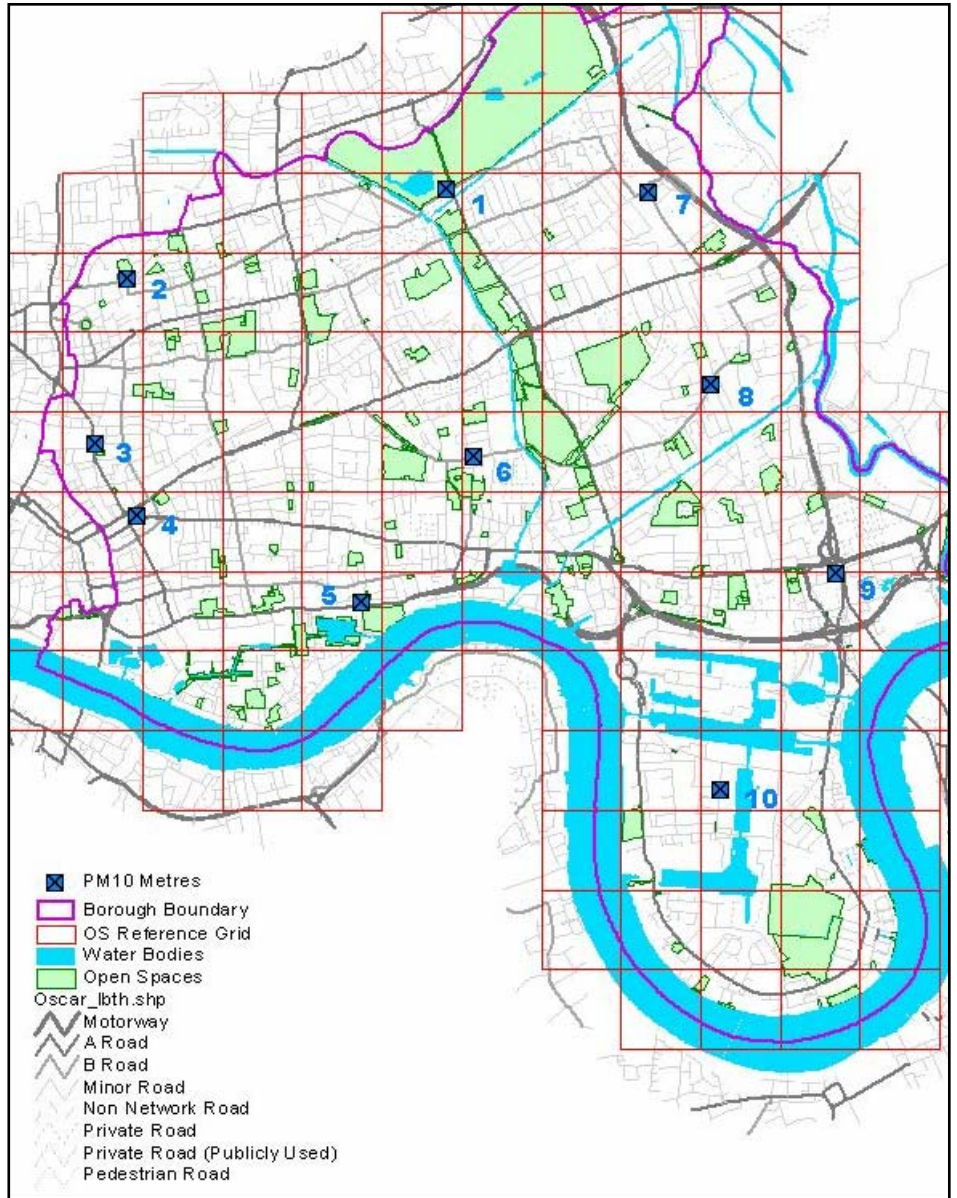 1
7
2
8
3
6
4
9
5
10
PM10 Metres
Borough Boundary
OS Reference Grid
Water Bodies
Open Spaces
Oscar_lbth.shp
Motorway
A Road
B Road
Minor Road
Non Network Road
Private Road
Private Road (Publicly Used)
Pedestrian Road